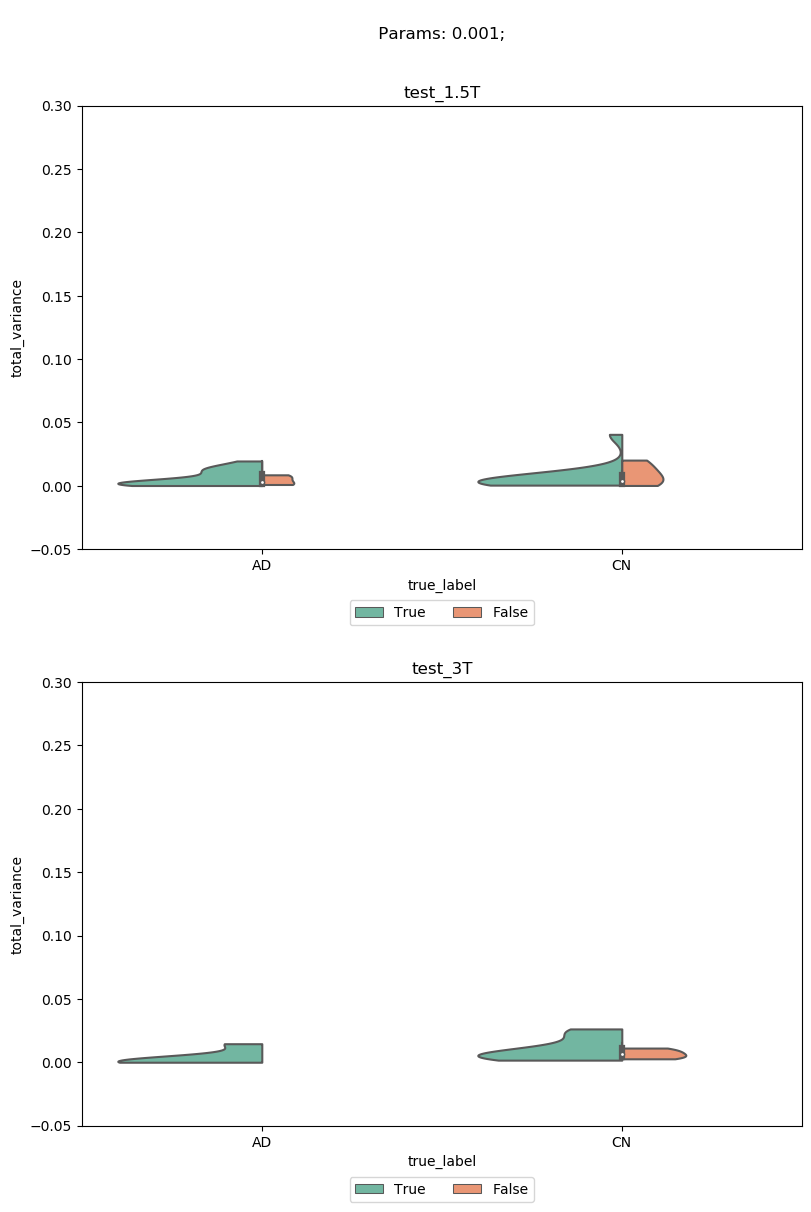 Params: 0.001;
test_1.5T
0.30
0.25
0.20
0.15
0.10
0.05
0.00
−0.05
total_variance
AD CN
true_label
True False
test_3T
0.30
0.25
0.20
0.15
0.10
0.05
0.00
−0.05
total_variance
AD CN
true_label
True False